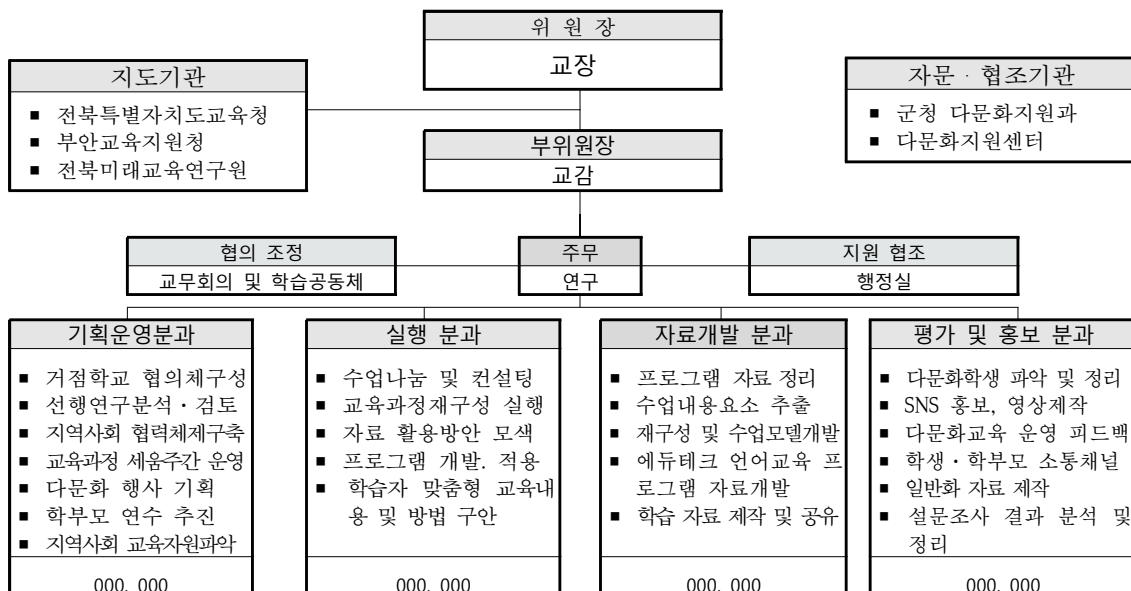 위 원 장
교장
지도기관
■ 전북특별자치도교육청
■ 부안교육지원청
■ 전북미래교육연구원
자문 · 협조기관
■ 군청 다문화지원과
■ 다문화지원센터
부위원장
교감
협의 조정
교무회의 및 학습공동체
주무
연구
지원 협조
행정실
기획운영분과
■ 거점학교 협의체구성
■ 선행연구분석 · 검토
■ 지역사회 협력체제구축
■ 교육과정 세움주간 운영
■ 다문화 행사 기획
■ 학부모 연수 추진
■ 지역사회 교육자원파악
000, 000
실행 분과
■ 수업나눔 및 컨설팅
■ 교육과정재구성 실행
■ 자료 활용방안 모색
■ 프로그램 개발. 적용
■ 학습자 맞춤형 교육내
용 및 방법 구안
000, 000
자료개발 분과
■ 프로그램 자료 정리
■ 수업내용요소 추출
■ 재구성 및 수업모델개발
■ 에듀테크 언어교육 프
로그램 자료개발
■ 학습 자료 제작 및 공유
000, 000
평가 및 홍보 분과
■ 다문화학생 파악 및 정리
■ SNS 홍보, 영상제작
■ 다문화교육 운영 피드백
■ 학생 · 학부모 소통채널
■ 일반화 자료 제작
■ 설문조사 결과 분석 및
정리
000, 000